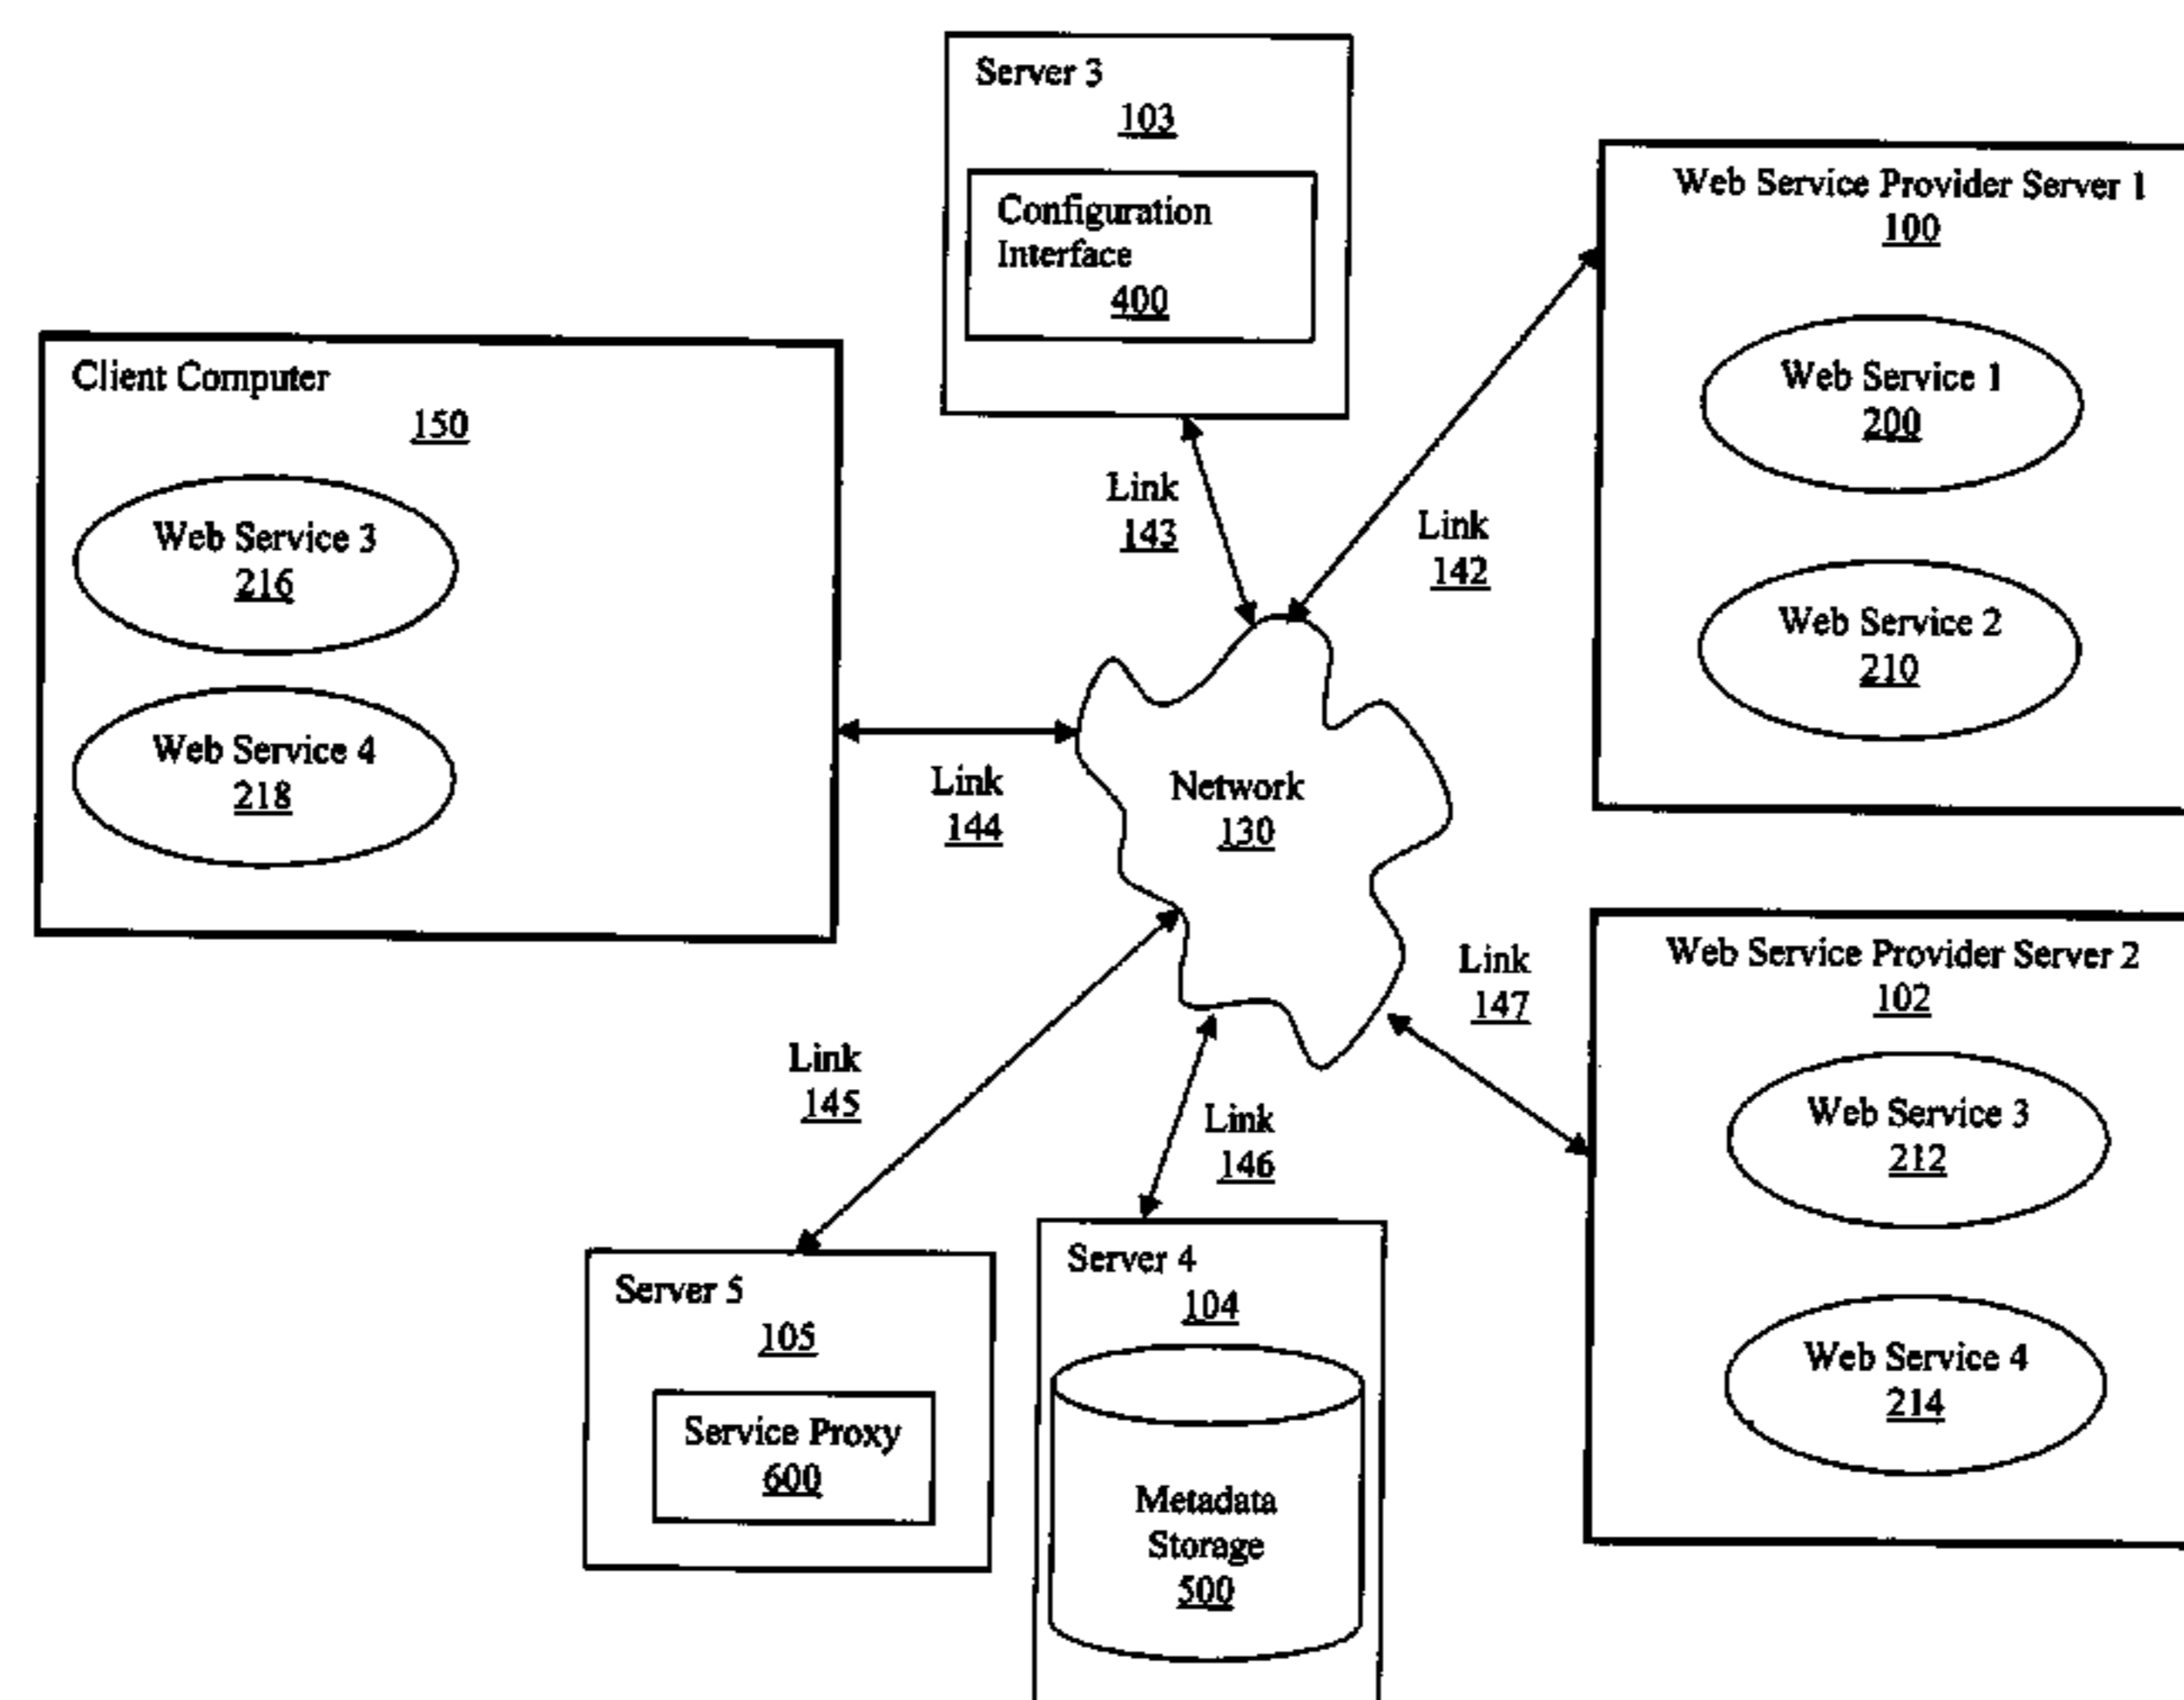 Server 3
103
Configuration
Interface
400
Web Service Provider Server 1
100
Web Service 1
200
Web Service 2
210
Client Computer
150
Web Service 3
216
Web Service 4
218
Link
143
Link
142
Link
144
Network
130
Link
147
Link
145
Link
146
Web Service Provider Server 2
102
Web Service 3
212
Web Service 4
214
Server 5
105
Service Proxy
600
Server 4
104
Metadata
Storage
500